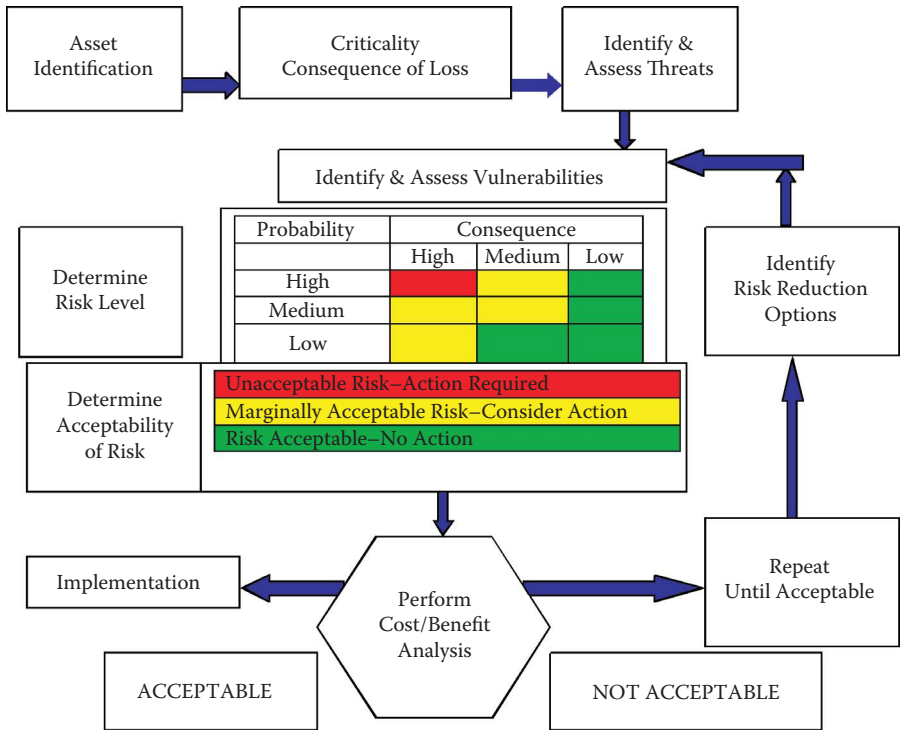 Asset
Identification
Criticality
Consequence of Loss
Identify &
Assess Threats
Identify & Assess Vulnerabilities
Probability
Consequence
High
Medium
Low
High
Medium
Low
Determine
Risk Level
Identify
Risk Reduction
Options
Determine
Acceptability
of Risk
Unacceptable Risk–Action Required
Marginally Acceptable Risk–Consider Action
Risk Acceptable–No Action
Implementation
Perform
Cost/Benefit
Analysis
Repeat
Until Acceptable
ACCEPTABLE
NOT ACCEPTABLE